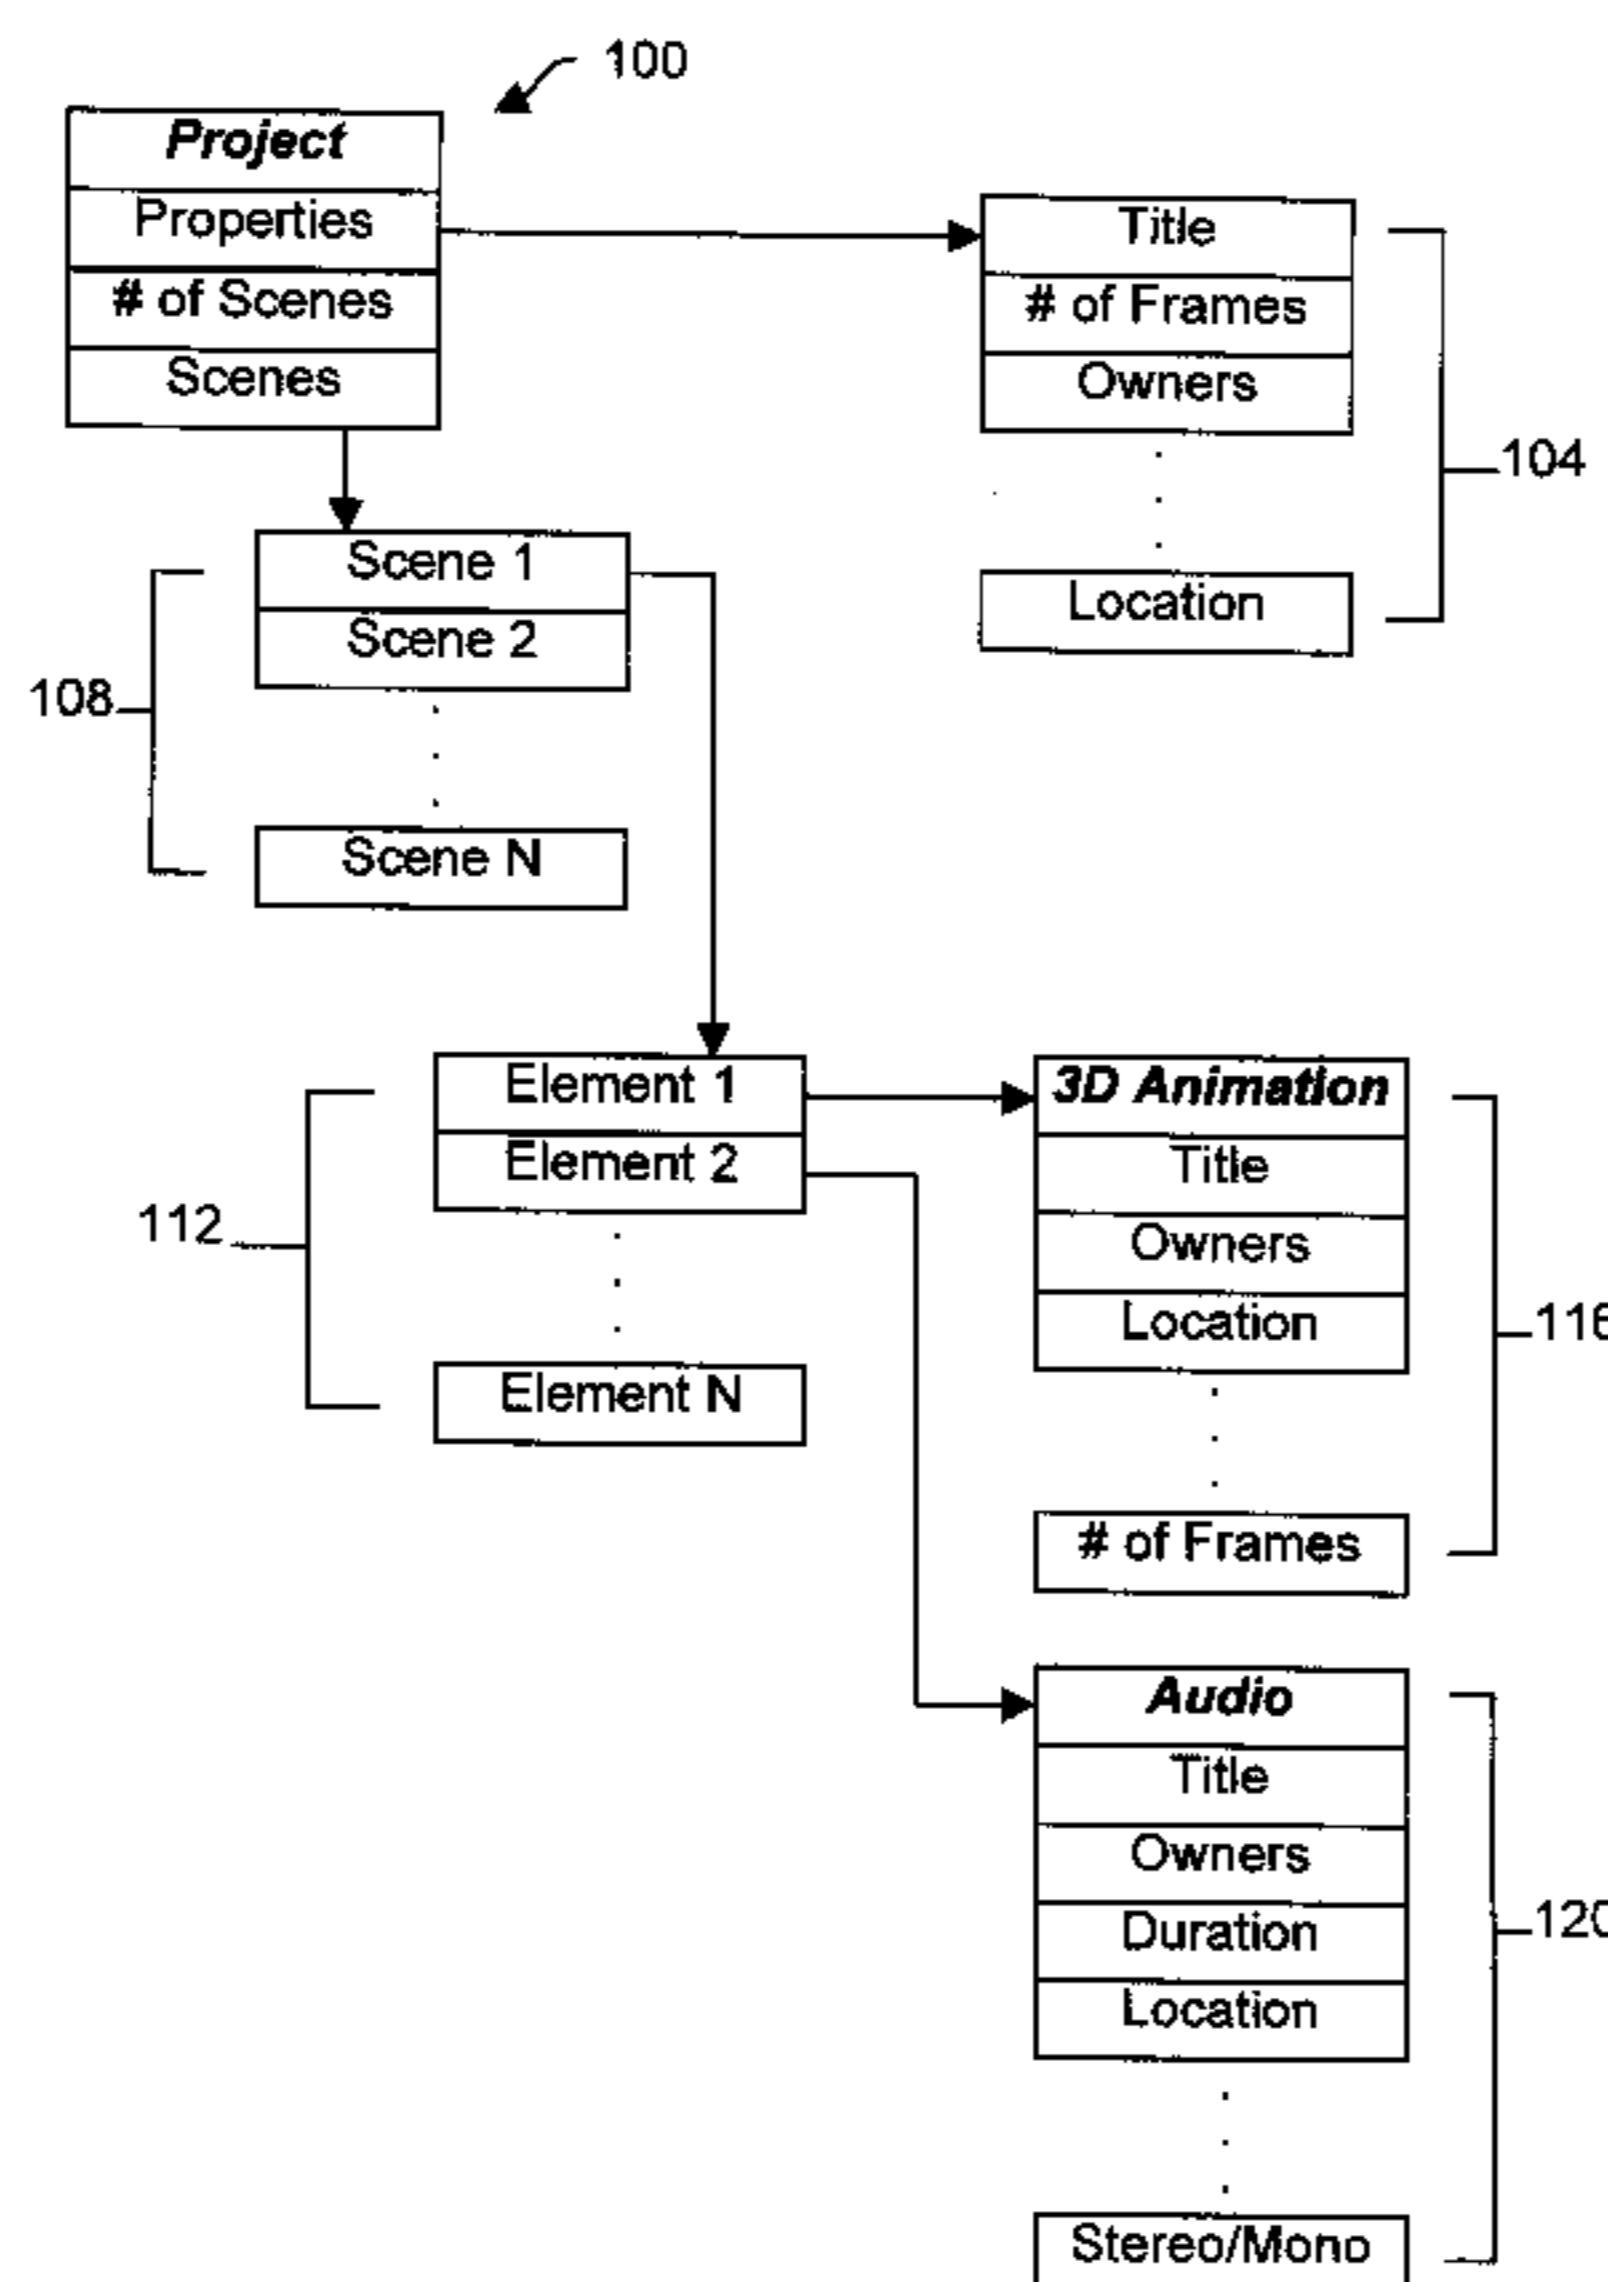 100
Project
Properties
# of Scenes
Scenes
Title
# of Frames
Owners
Location
104
Scene 1
Scene 2
Scene N
108
Element 1
Element 2
Element N
112
3D Animation
Title
Owners
Location
# of Frames
116
Audio
Title
Owners
Duration
Location
Stereo/Mono
120